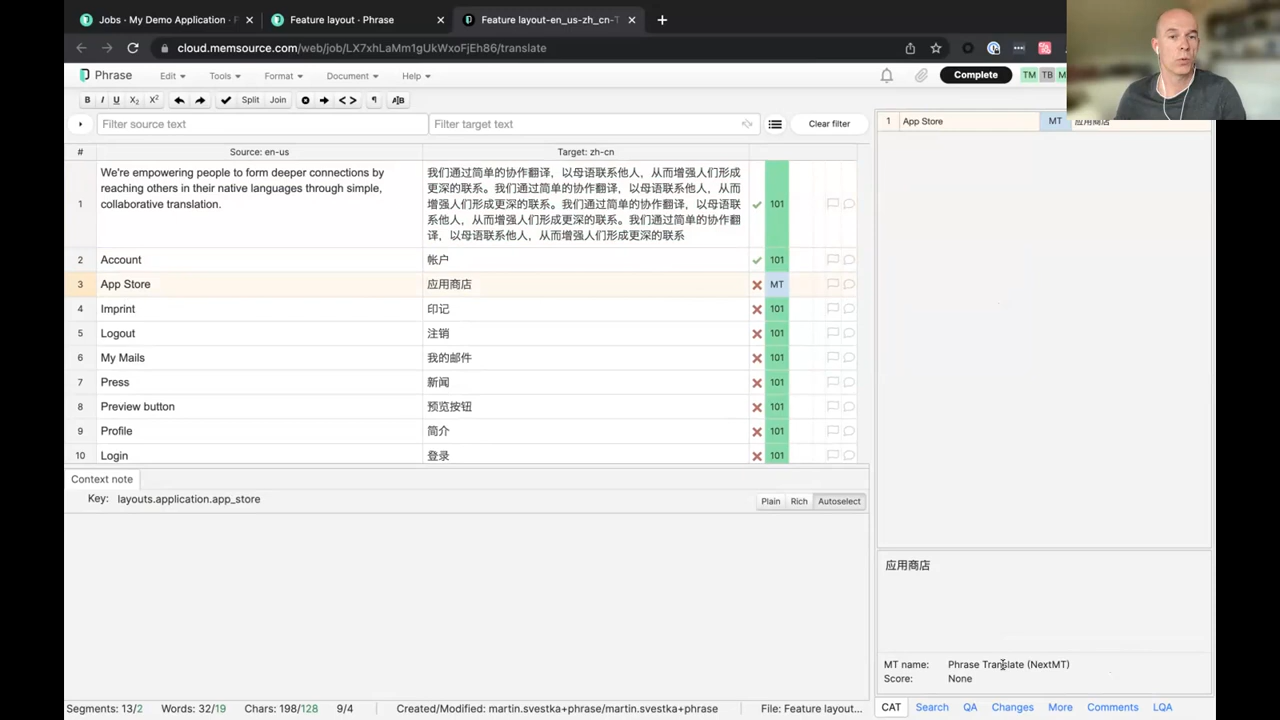 Jobs · My Demo Application · F
Feature layout · Phrase
Feature layout-en_us-zh_cn-T
cloud.memsource.com/web/job/LX7xhLaMm1gUkWxoFjEh86/translate
Phrase Edit Tools Format Document Help Complete TM TB M
B I U X₂ X² Split Join
Filter source text Filter target text Clear filter
# Source: en-us Target: zh-cn
1 We're empowering people to form deeper connections by
reaching others in their native languages through simple,
collaborative translation.
我们通过简单的协作翻译，以母语联系他人，从而增强人们形成
更深的联系。我们通过简单的协作翻译，以母语联系他人，从而
增强人们形成更深的联系。我们通过简单的协作翻译，以母语联
系他人，从而增强人们形成更深的联系。我们通过简单的协作翻
译，以母语联系他人，从而增强人们形成更深的联系
101
2 Account 帐户 101
3 App Store 应用商店 MT
4 Imprint 印记 101
5 Logout 注销 101
6 My Mails 我的邮件 101
7 Press 新闻 101
8 Preview button 预览按钮 101
9 Profile 简介 101
10 Login 登录 101
Context note
Key: layouts.application.app_store
Plain Rich Autoselect
1 App Store MT 应用商店
应用商店
MT name: Phrase Translate (NextMT)
Score: None
Segments: 13/2 Words: 32/19 Chars: 198/128 9/4 Created/Modified: martin.svestka+phrase/martin.svestka+phrase File: Feature layout...
CAT Search QA Changes More Comments LQA